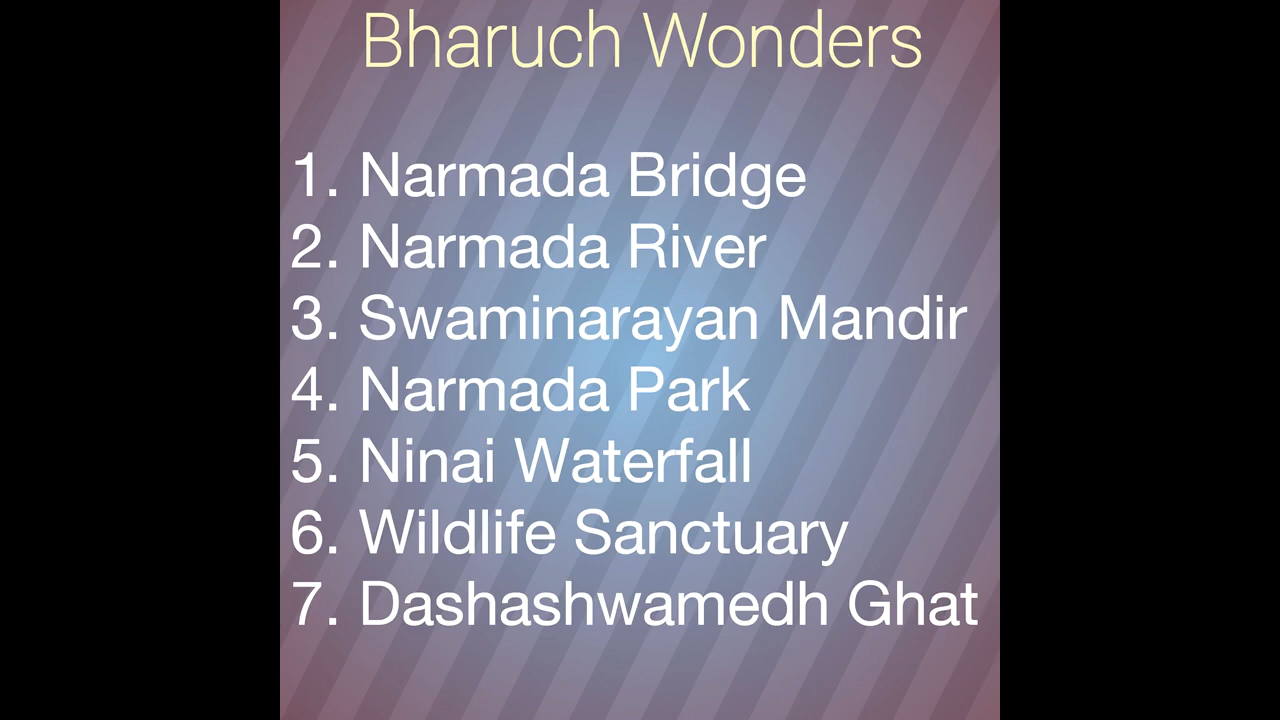 Bharuch Wonders
1. Narmada Bridge
2. Narmada River
3. Swaminarayan Mandir
4. Narmada Park
5. Ninai Waterfall
6. Wildlife Sanctuary
7. Dashashwamedh Ghat